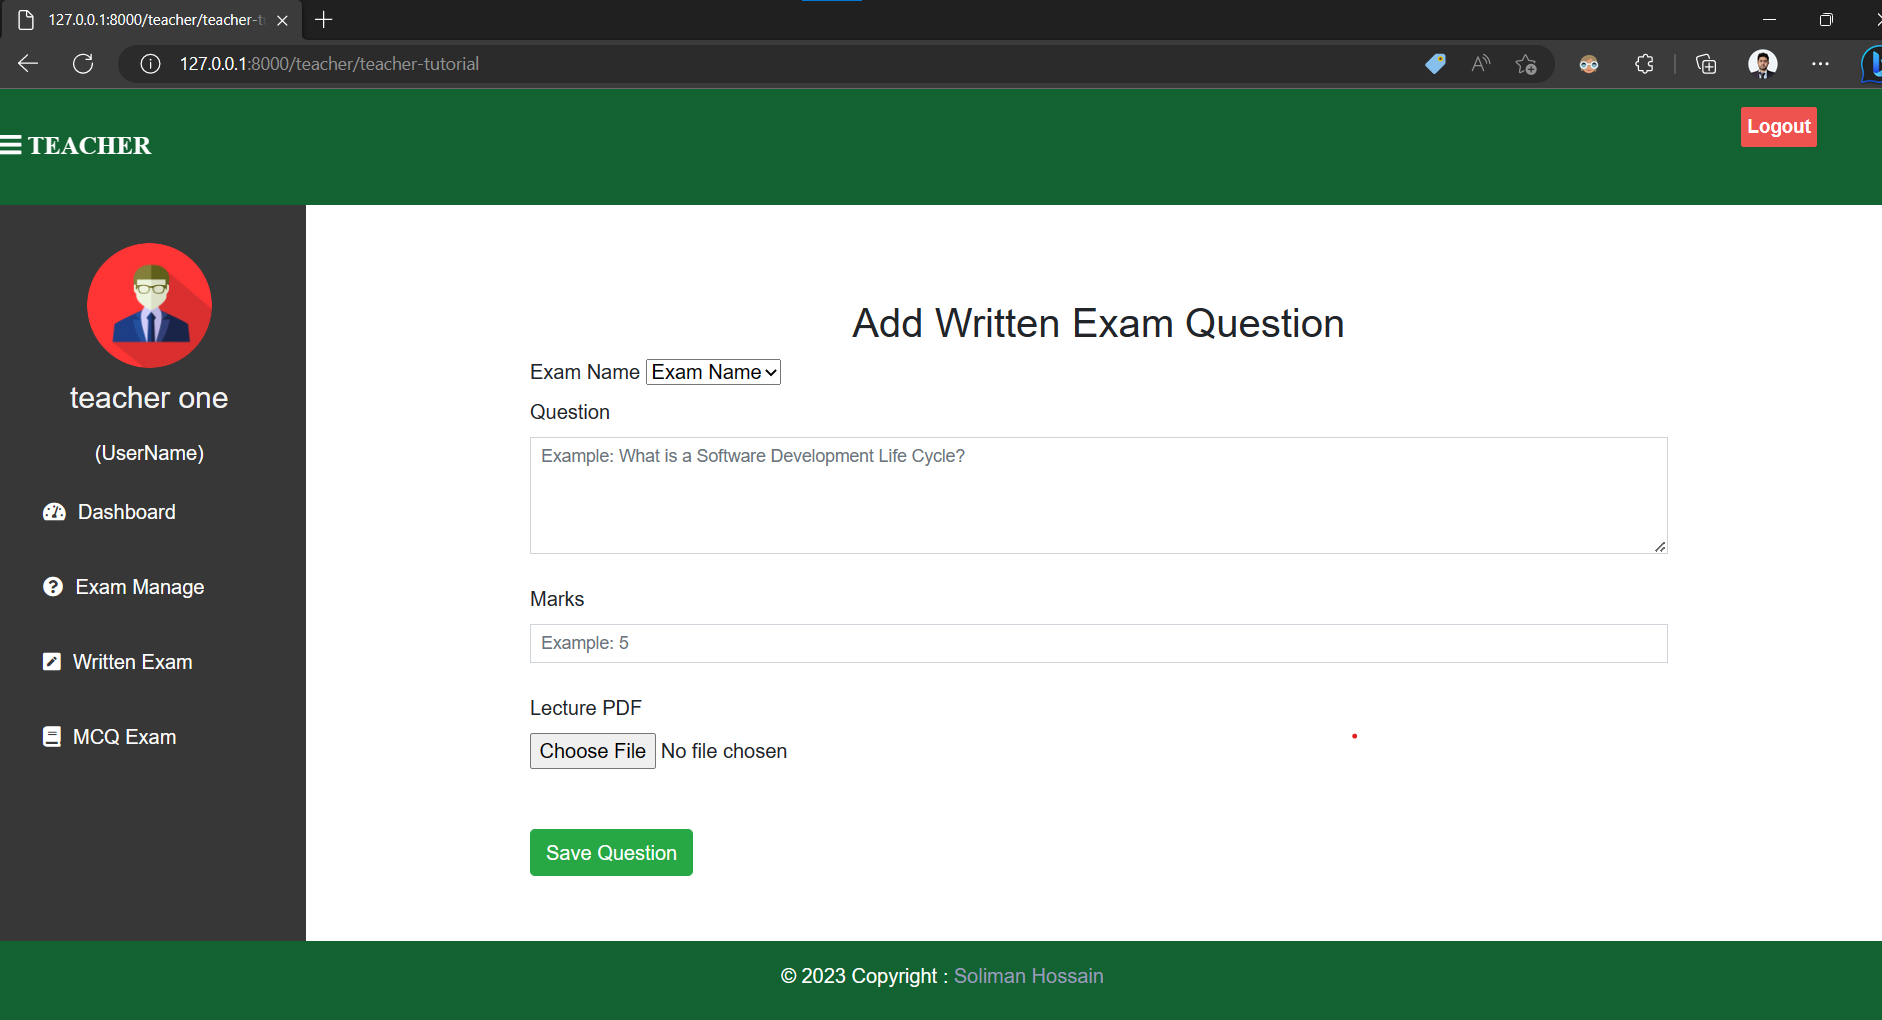 127.0.0.1:8000/teacher/teacher-t
127.0.0.1:8000/teacher/teacher-tutorial
TEACHER
Logout
teacher one
(UserName)
Dashboard
Exam Manage
Written Exam
MCQ Exam
Add Written Exam Question
Exam Name Exam Name
Question
Example: What is a Software Development Life Cycle?
Marks
Example: 5
Lecture PDF
Choose File No file chosen
Save Question
© 2023 Copyright : Soliman Hossain